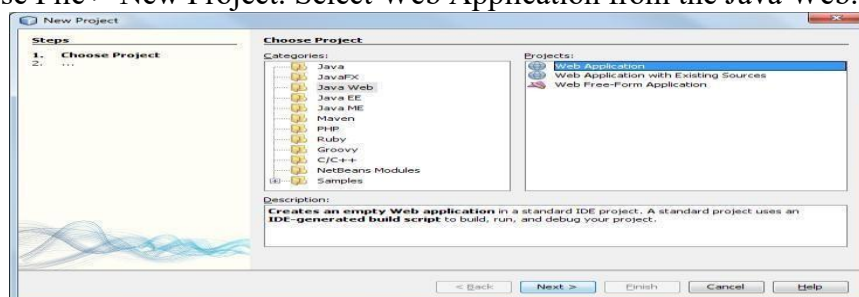 se File> New Project. Select Web Application from the Java Web.
New Project
Steps
1. Choose Project
2. ...
Choose Project
Categories:
Java
JavaFX
Java Web
Java EE
Java ME
Maven
PHP
Ruby
Groovy
C/C++
NetBeans Modules
Samples
Projects:
Web Application
Web Application with Existing Sources
Web Free-Form Application
Description:
Creates an empty Web application in a standard IDE project. A standard project uses an
IDE-generated build script to build, run, and debug your project.
< Back
Next >
Finish
Cancel
Help